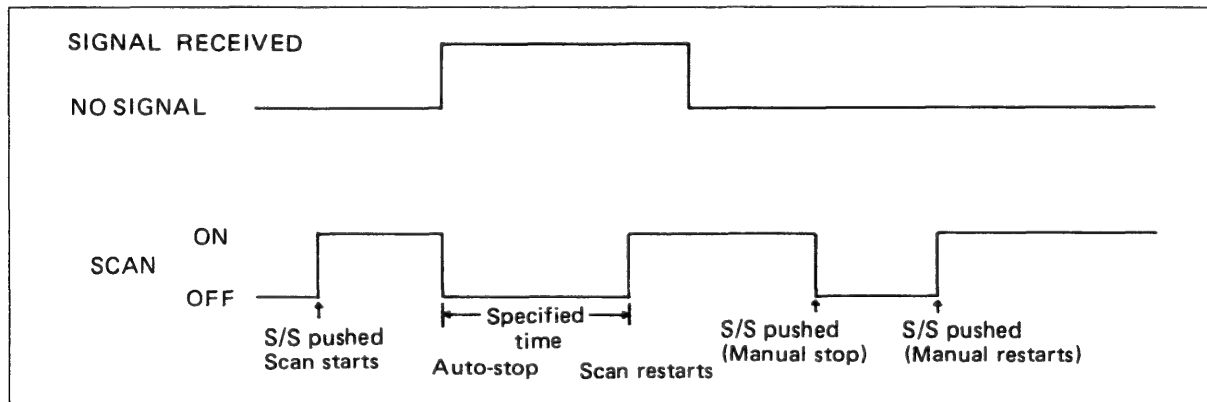 SIGNAL RECEIVED
NO SIGNAL
SCAN
ON
OFF
S/S pushed
Scan starts
Specified
time
Auto-stop
Scan restarts
S/S pushed
(Manual stop)
S/S pushed
(Manual restarts)